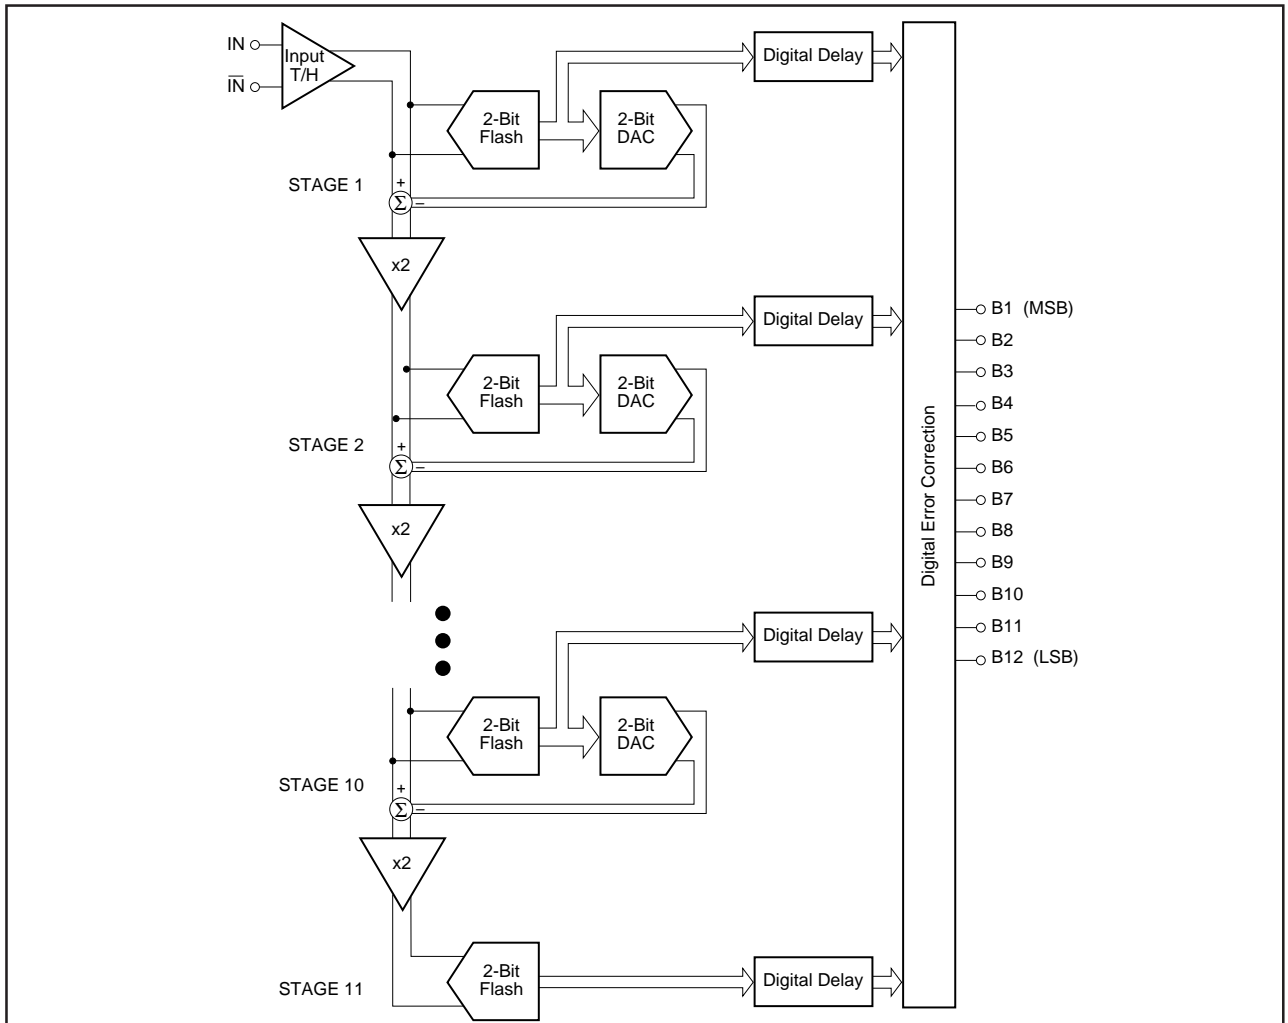 IN
I̅N̅
Input
T/H
2-Bit
Flash
2-Bit
DAC
Digital Delay
STAGE 1
+
Σ
–
x2
2-Bit
Flash
2-Bit
DAC
Digital Delay
STAGE 2
+
Σ
–
x2
2-Bit
Flash
2-Bit
DAC
Digital Delay
STAGE 10
+
Σ
–
x2
STAGE 11
2-Bit
Flash
Digital Delay
Digital Error Correction
B1 (MSB)
B2
B3
B4
B5
B6
B7
B8
B9
B10
B11
B12 (LSB)